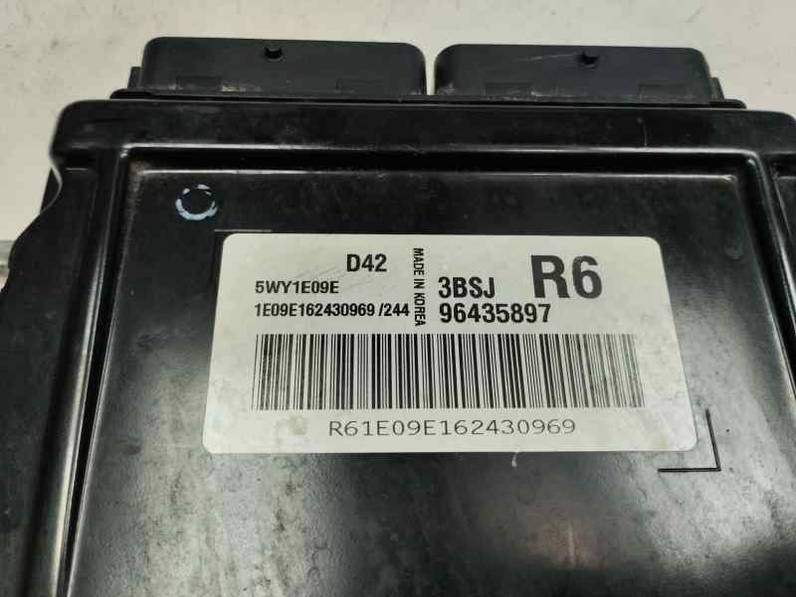 D42
5WY1E09E
1E09E162430969 /244
MADE IN KOREA
3BSJ R6
96435897
R61E09E162430969